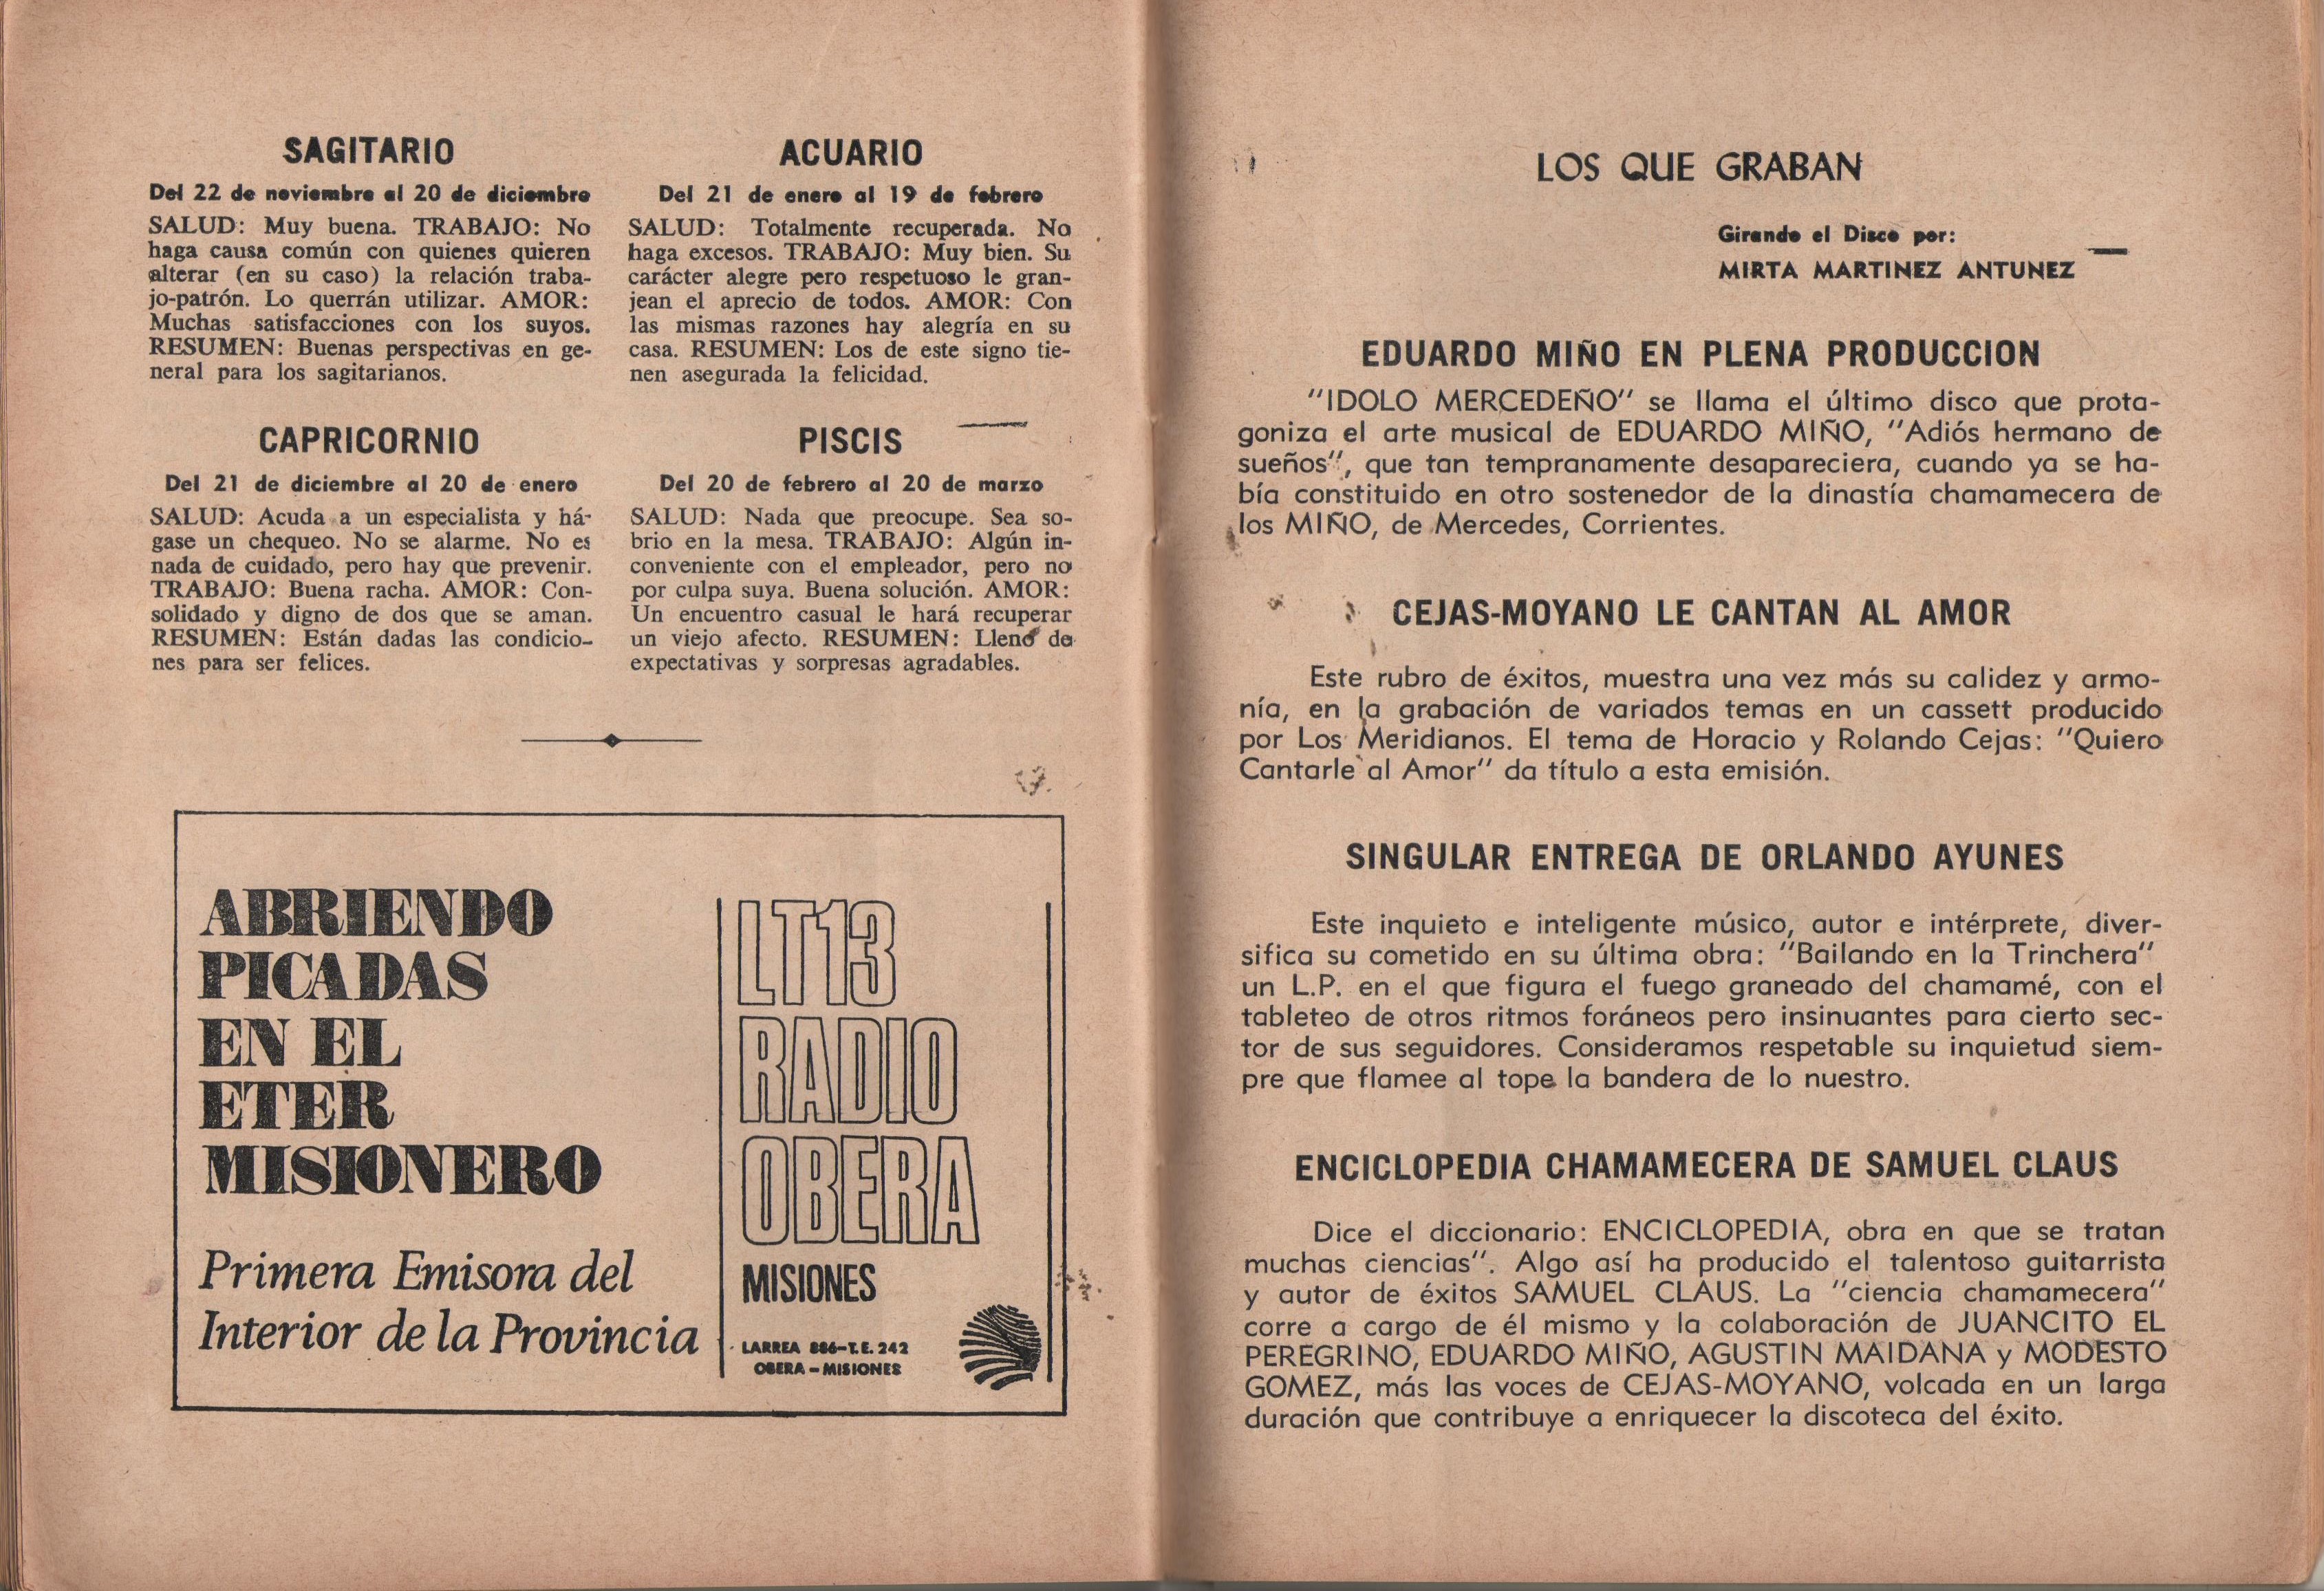 SAGITARIO
Del 22 de noviembre al 20 de diciembre
SALUD: Muy buena. TRABAJO: No
haga causa común con quienes quieren
alterar (en su caso) la relación traba-
jo-patrón. Lo querrán utilizar. AMOR:
Muchas satisfacciones con los suyos.
RESUMEN: Buenas perspectivas en ge-
neral para los sagitarianos.
CAPRICORNIO
Del 21 de diciembre al 20 de enero
SALUD: Acuda a un especialista y há-
gase un chequeo. No se alarme. No es
nada de cuidado, pero hay que prevenir.
TRABAJO: Buena racha. AMOR: Con-
solidado y digno de dos que se aman.
RESUMEN: Están dadas las condicio-
nes para ser felices.
ACUARIO
Del 21 de enero al 19 de febrero
SALUD: Totalmente recuperada. No
haga excesos. TRABAJO: Muy bien. Su
carácter alegre pero respetuoso le gran-
jean el aprecio de todos. AMOR: Con
las mismas razones hay alegría en su
casa. RESUMEN: Los de este signo tie-
nen asegurada la felicidad.
PISCIS
Del 20 de febrero al 20 de marzo
SALUD: Nada que preocupe. Sea so-
brio en la mesa. TRABAJO: Algún in-
conveniente con el empleador, pero no
por culpa suya. Buena solución. AMOR:
Un encuentro casual le hará recuperar
un viejo afecto. RESUMEN: Lleno de
expectativas y sorpresas agradables.
ABRIENDO
PICADAS
EN EL
ETER
MISIONERO
Primera Emisora del
Interior de la Provincia
LT13
RADIO
OBERA
MISIONES
LARREA 886-T.E. 242
OBERA - MISIONES
LOS QUE GRABAN
Girando el Disco por:
MIRTA MARTINEZ ANTUNEZ
EDUARDO MIÑO EN PLENA PRODUCCION
"IDOLO MERCEDEÑO" se llama el último disco que prota-
goniza el arte musical de EDUARDO MIÑO, "Adiós hermano de
sueños", que tan tempranamente desapareciera, cuando ya se ha-
bía constituido en otro sostenedor de la dinastía chamamecera de
los MIÑO, de Mercedes, Corrientes.
CEJAS-MOYANO LE CANTAN AL AMOR
Este rubro de éxitos, muestra una vez más su calidez y armo-
nía, en la grabación de variados temas en un cassett producido
por Los Meridianos. El tema de Horacio y Rolando Cejas: "Quiero
Cantarle al Amor" da título a esta emisión.
SINGULAR ENTREGA DE ORLANDO AYUNES
Este inquieto e inteligente músico, autor e intérprete, diver-
sifica su cometido en su última obra: "Bailando en la Trinchera"
un L.P. en el que figura el fuego graneado del chamamé, con el
tableteo de otros ritmos foráneos pero insinuantes para cierto sec-
tor de sus seguidores. Consideramos respetable su inquietud siem-
pre que flamee al tope la bandera de lo nuestro.
ENCICLOPEDIA CHAMAMECERA DE SAMUEL CLAUS
Dice el diccionario: ENCICLOPEDIA, obra en que se tratan
muchas ciencias". Algo así ha producido el talentoso guitarrista
y autor de éxitos SAMUEL CLAUS. La "ciencia chamamecera"
corre a cargo de él mismo y la colaboración de JUANCITO EL
PEREGRINO, EDUARDO MIÑO, AGUSTIN MAIDANA y MODESTO
GOMEZ, más las voces de CEJAS-MOYANO, volcada en un larga
duración que contribuye a enriquecer la discoteca del éxito.